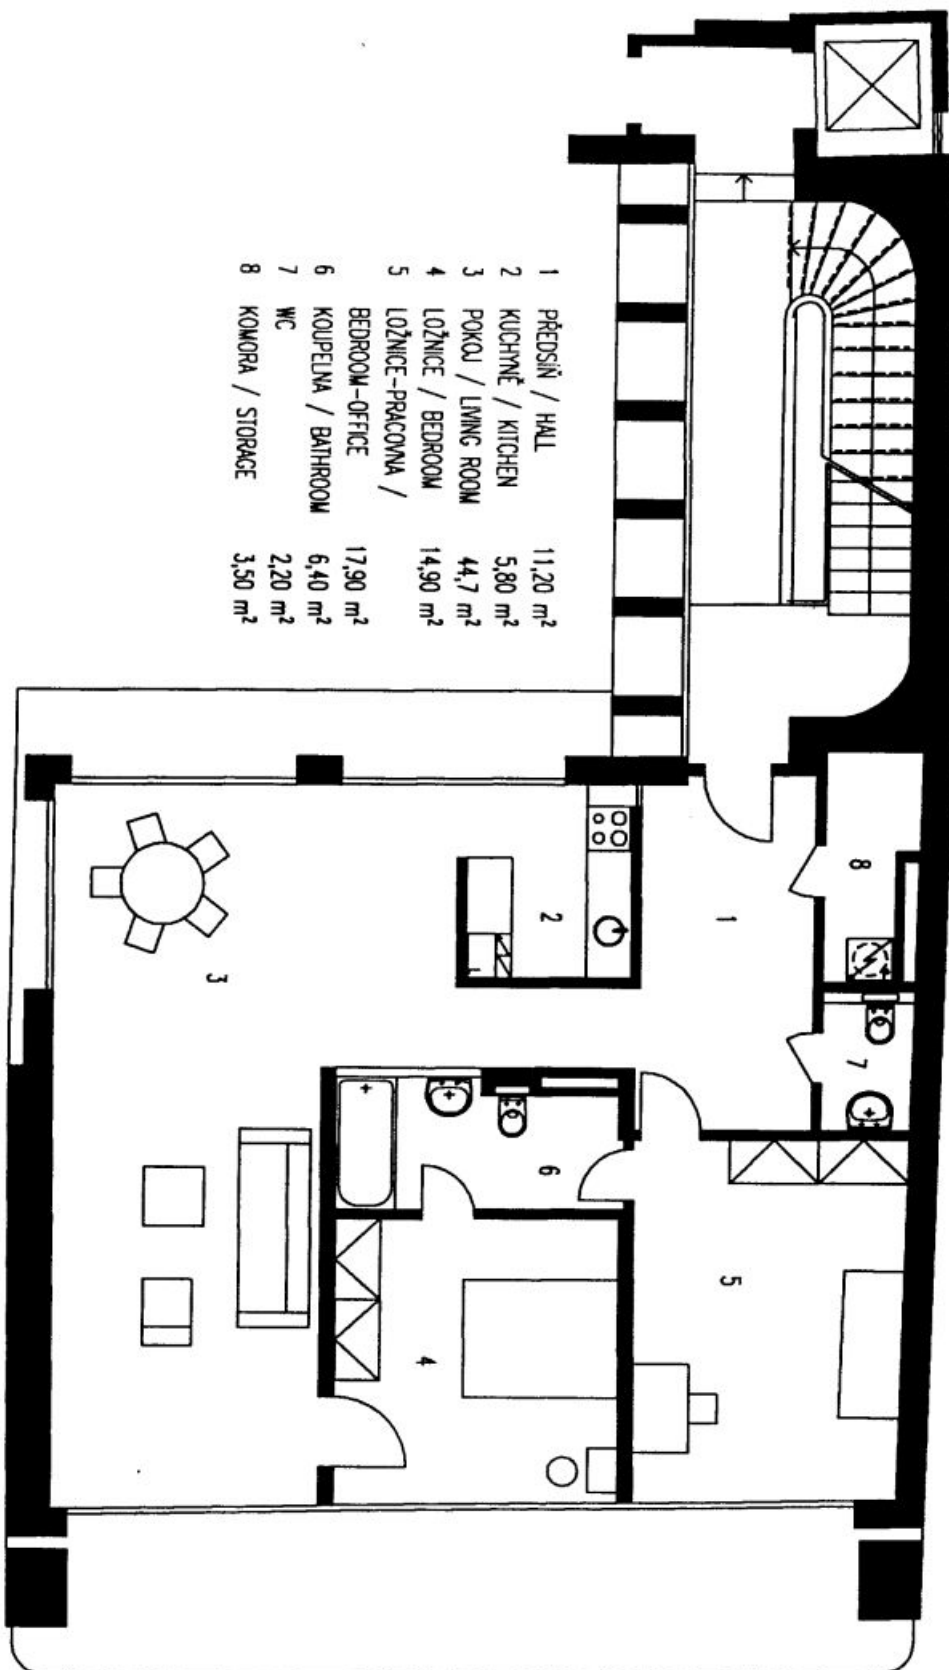 1 PŘEDSÍŇ / HALL 11,20 m²
2 KUCHYNĚ / KITCHEN 5,80 m²
3 POKOJ / LIVING ROOM 44,7 m²
4 LOŽNICE / BEDROOM 14,90 m²
5 LOŽNICE-PRACOVNA /
BEDROOM-OFFICE 17,90 m²
6 KOUPELNA / BATHROOM 6,40 m²
7 WC 2,20 m²
8 KOMORA / STORAGE 3,50 m²
8
1
2
7
3
6
5
4